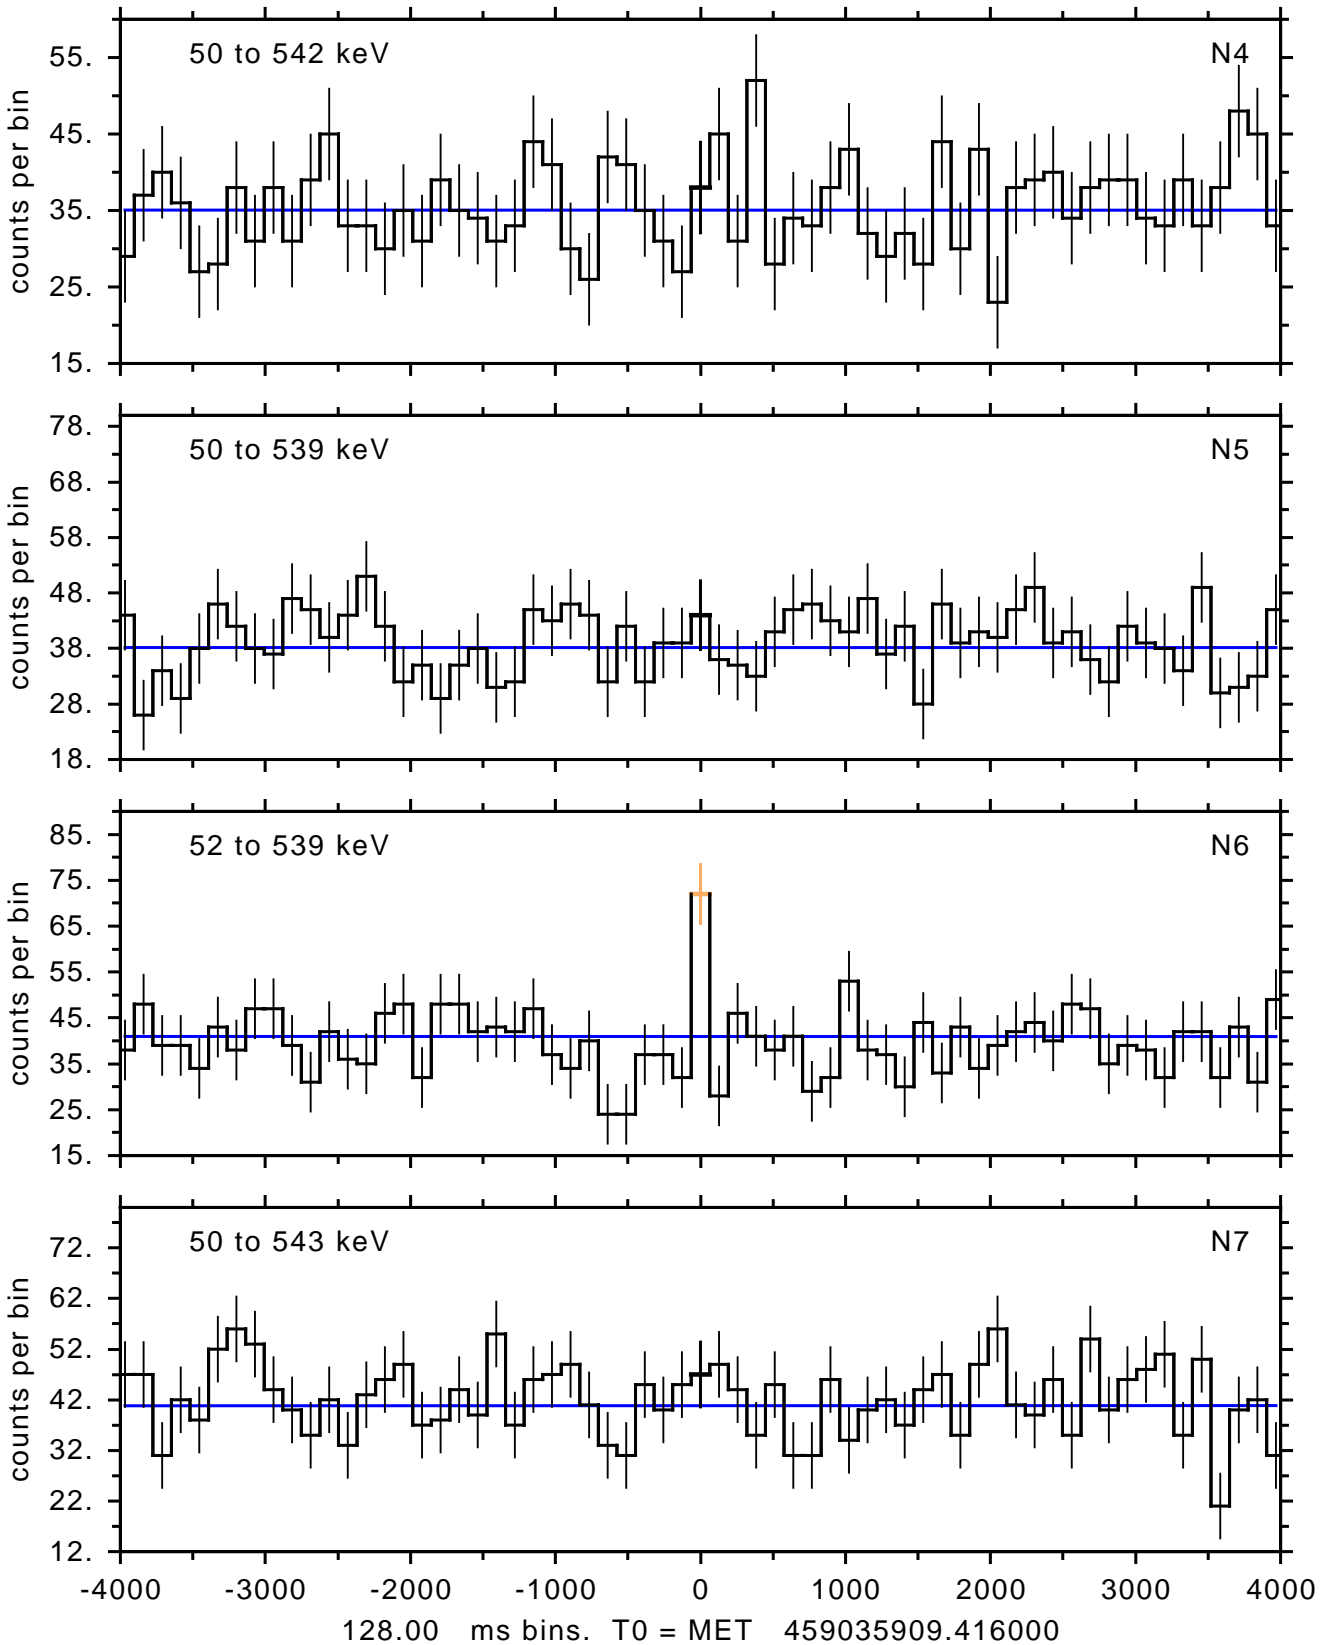 50 to 542 keV N4
counts per bin
55.
45.
35.
25.
15.
50 to 539 keV N5
counts per bin
78.
68.
58.
48.
38.
28.
18.
52 to 539 keV N6
counts per bin
85.
75.
65.
55.
45.
35.
25.
15.
50 to 543 keV N7
counts per bin
72.
62.
52.
42.
32.
22.
12.
-4000 -3000 -2000 -1000 0 1000 2000 3000 4000
128.00 ms bins. T0 = MET 459035909.416000